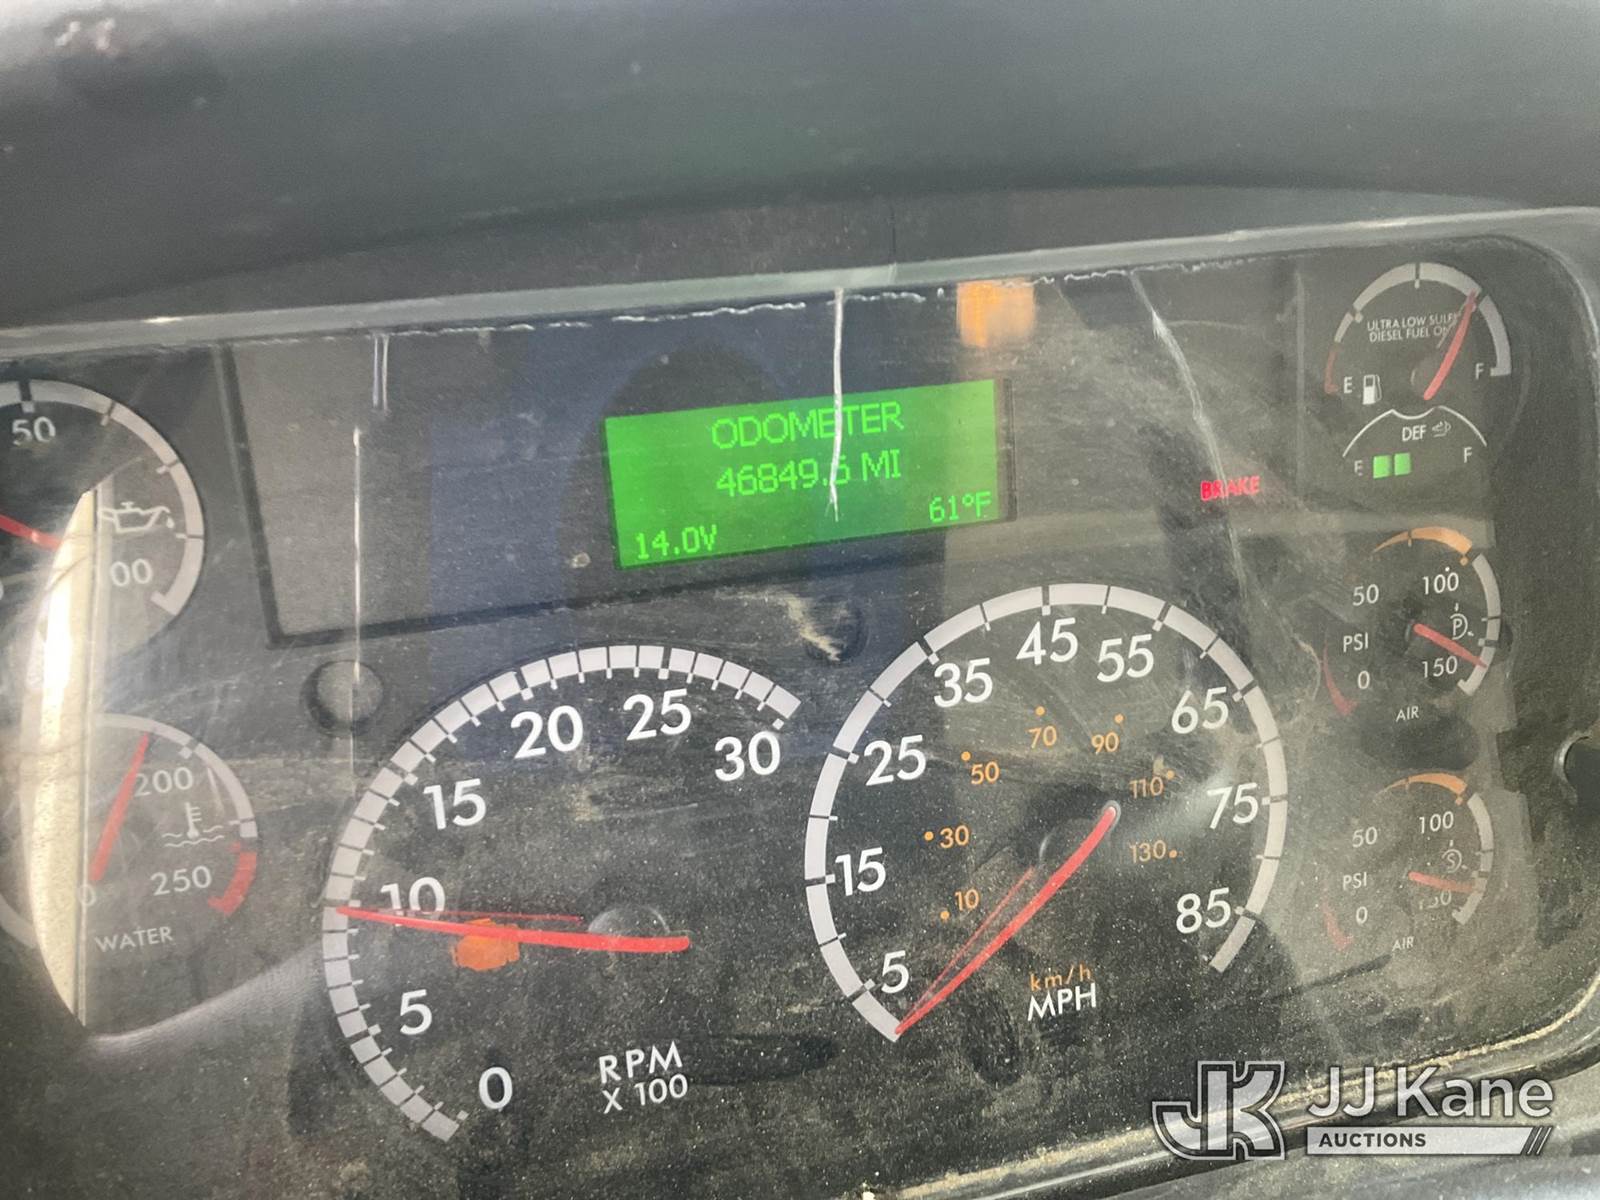 ODOMETER
46849.5 MI
14.0V
61°F
BRAKE
ULTRA LOW
DIESEL FUEL
E
F
DEF
E
F
50
200
250
WATER
0
5
10
15
20
25
30
RPM
X 100
5
15
25
35
45
55
65
75
85
10
30
50
70
90
110
130
km/h
MPH
50
100
PSI
P
0
150
AIR
50
100
PSI
S
0
AIR
JK
JJ Kane
AUCTIONS